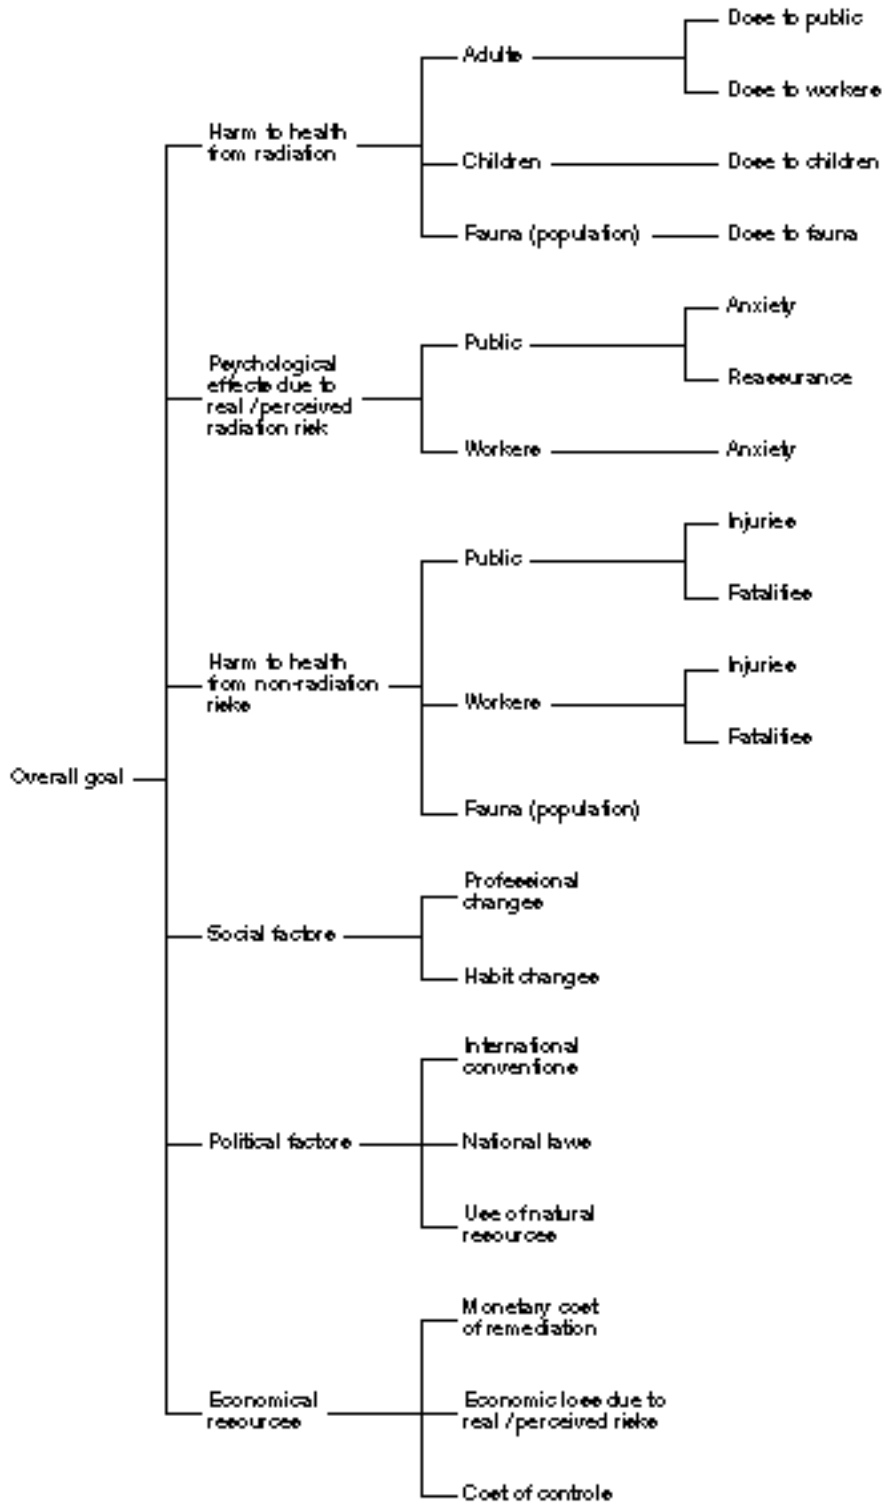 Dose to public
Adults
Dose to workers
Harm to health
from radiation
Children
Dose to children
Fauna (population)
Dose to fauna
Anxiety
Public
Psychological
effects due to
real / perceived
radiation risk
Reassurance
Workers
Anxiety
Injuries
Public
Fatalities
Harm to health
from non-radiation
risks
Injuries
Workers
Fatalities
Overall goal
Fauna (population)
Professional
changes
Social factors
Habit changes
International
conventions
Political factors
National laws
Use of natural
resources
Monetary cost
of remediation
Economical
resources
Economic loss due to
real / perceived risks
Cost of controls